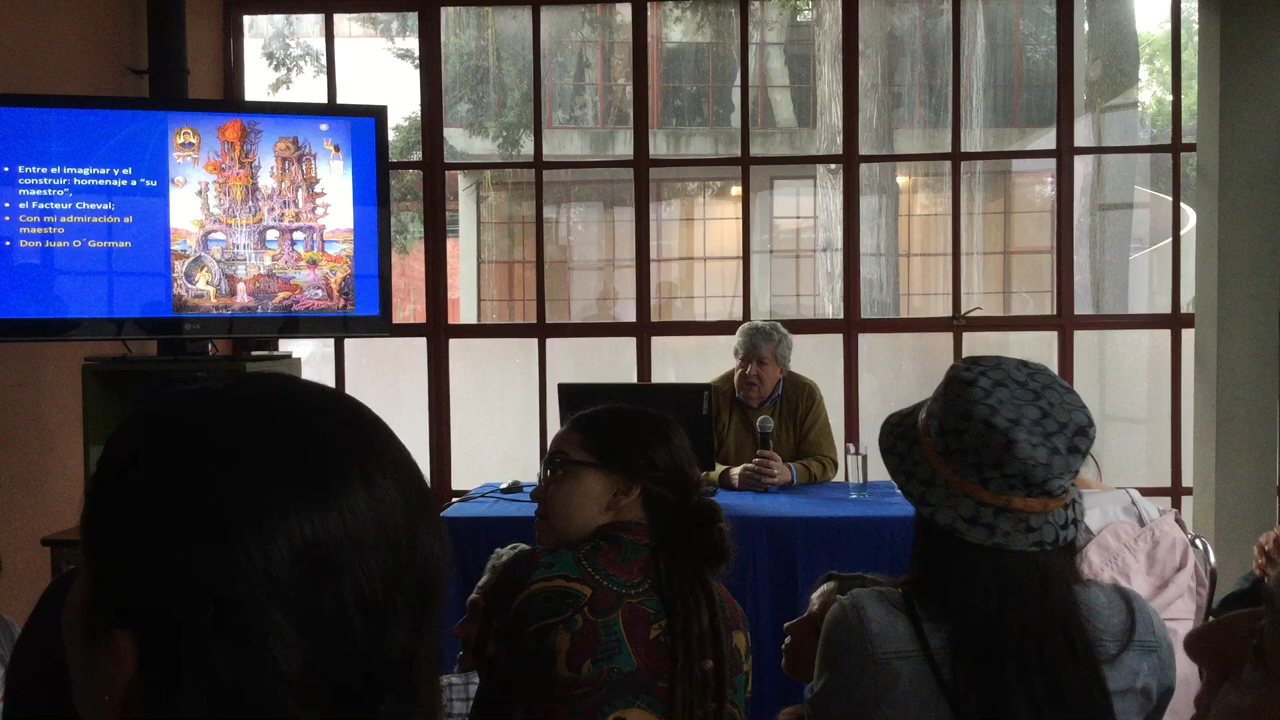 Entre el imaginar y el
construir: homenaje a “su
maestro”,
el Facteur Cheval;
Con mi admiración al
maestro
Don Juan O´Gorman
LG